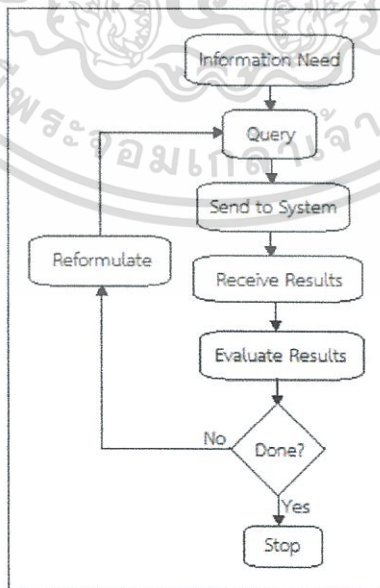 Information Need
Query
Send to System
Reformulate
Receive Results
Evaluate Results
No
Done?
Yes
Stop